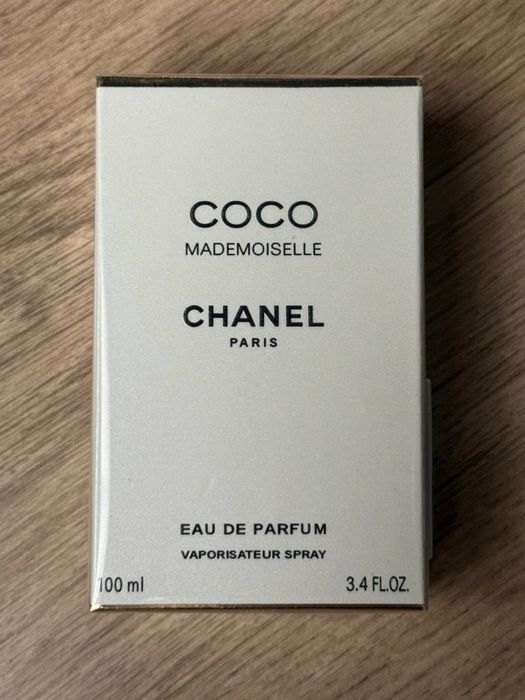 COCO
MADEMOISELLE
CHANEL
PARIS
EAU DE PARFUM
VAPORISATEUR SPRAY
100 ml 3.4 FL.OZ.